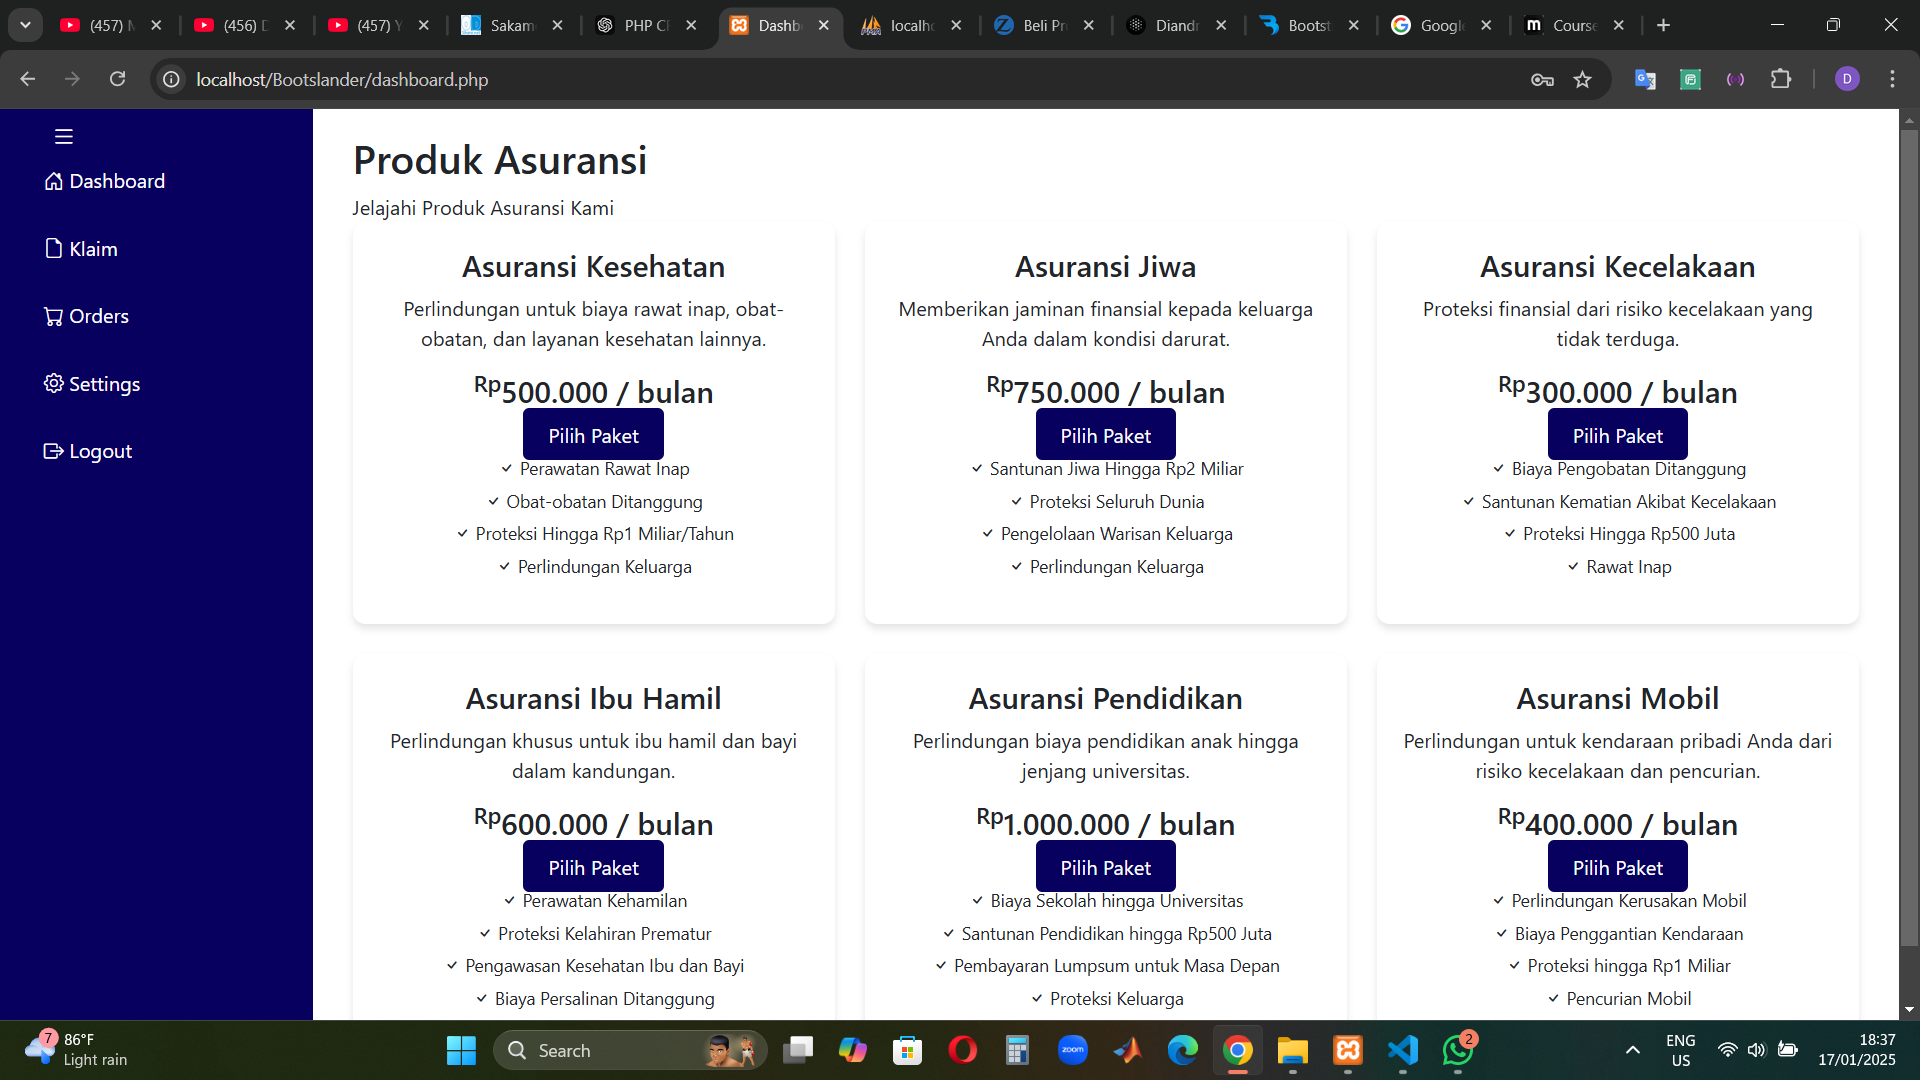 (457) M
(456) D
(457) Y
Sakam
PHP C
Dashb
localho
Beli Pr
Diandr
Bootst
Google
Course
localhost/Bootslander/dashboard.php
D
Dashboard
Klaim
Orders
Settings
Logout
Produk Asuransi
Jelajahi Produk Asuransi Kami
Asuransi Kesehatan
Perlindungan untuk biaya rawat inap, obat-
obatan, dan layanan kesehatan lainnya.
Rp500.000 / bulan
Pilih Paket
Perawatan Rawat Inap
Obat-obatan Ditanggung
Proteksi Hingga Rp1 Miliar/Tahun
Perlindungan Keluarga
Asuransi Jiwa
Memberikan jaminan finansial kepada keluarga
Anda dalam kondisi darurat.
Rp750.000 / bulan
Pilih Paket
Santunan Jiwa Hingga Rp2 Miliar
Proteksi Seluruh Dunia
Pengelolaan Warisan Keluarga
Perlindungan Keluarga
Asuransi Kecelakaan
Proteksi finansial dari risiko kecelakaan yang
tidak terduga.
Rp300.000 / bulan
Pilih Paket
Biaya Pengobatan Ditanggung
Santunan Kematian Akibat Kecelakaan
Proteksi Hingga Rp500 Juta
Rawat Inap
Asuransi Ibu Hamil
Perlindungan khusus untuk ibu hamil dan bayi
dalam kandungan.
Rp600.000 / bulan
Pilih Paket
Perawatan Kehamilan
Proteksi Kelahiran Prematur
Pengawasan Kesehatan Ibu dan Bayi
Biaya Persalinan Ditanggung
Asuransi Pendidikan
Perlindungan biaya pendidikan anak hingga
jenjang universitas.
Rp1.000.000 / bulan
Pilih Paket
Biaya Sekolah hingga Universitas
Santunan Pendidikan hingga Rp500 Juta
Pembayaran Lumpsum untuk Masa Depan
Proteksi Keluarga
Asuransi Mobil
Perlindungan untuk kendaraan pribadi Anda dari
risiko kecelakaan dan pencurian.
Rp400.000 / bulan
Pilih Paket
Perlindungan Kerusakan Mobil
Biaya Penggantian Kendaraan
Proteksi hingga Rp1 Miliar
Pencurian Mobil
7
86°F
Light rain
Search
zoom
2
ENG
US
18:37
17/01/2025